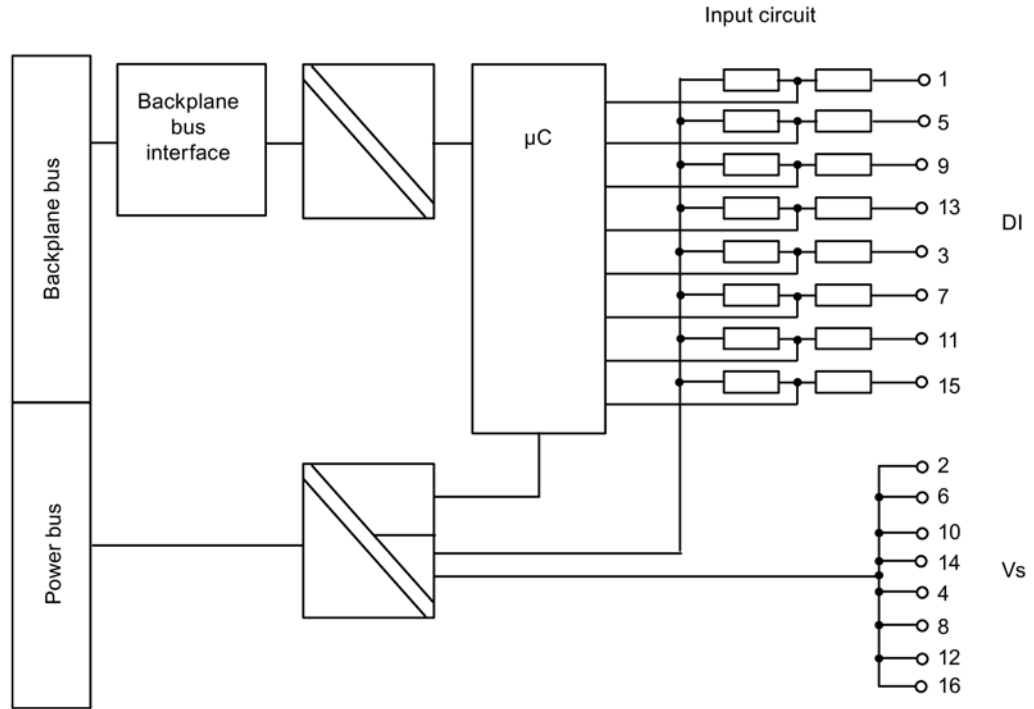 Input circuit
Backplane bus
Backplane
bus
interface
µC
1
5
9
13
3
7
11
15
DI
Power bus
2
6
10
14
4
8
12
16
Vs